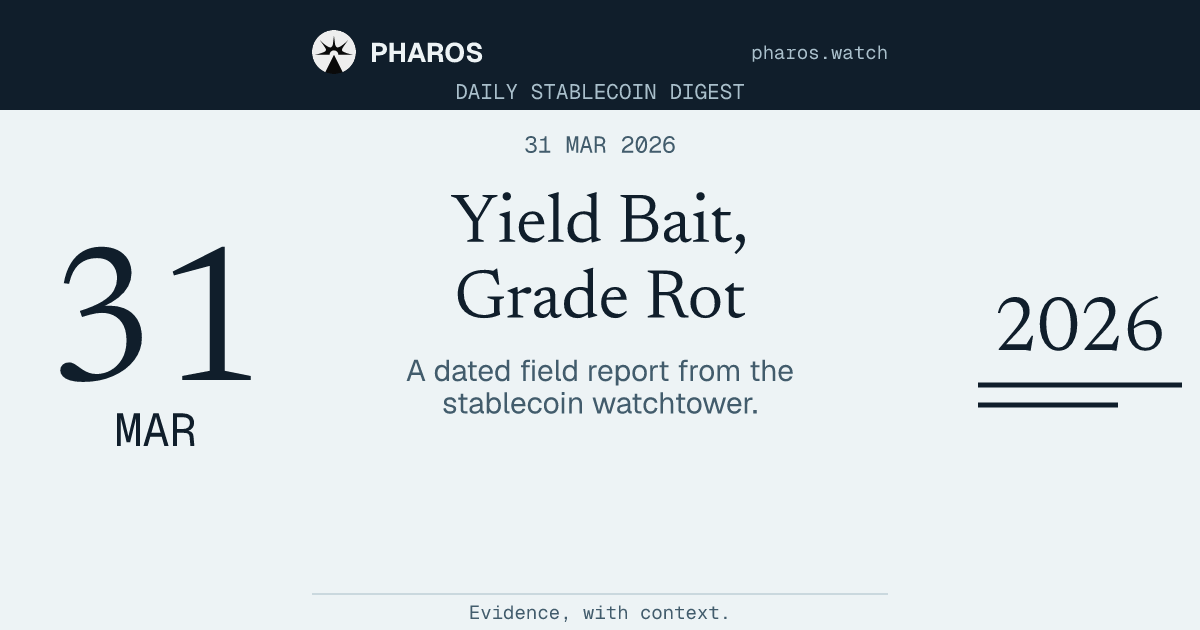 PHAROS
pharos.watch
DAILY STABLECOIN DIGEST
31 MAR 2026
Yield Bait,
Grade Rot
A dated field report from the
stablecoin watchtower.
31
MAR
2026
Evidence, with context.